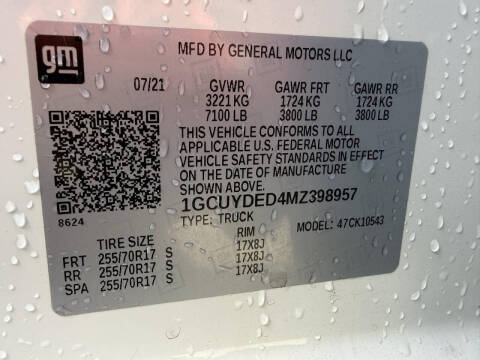 gm
MFD BY GENERAL MOTORS LLC
07/21 GVWR GAWR FRT GAWR RR
3221 KG 1724 KG 1724 KG
7100 LB 3800 LB 3800 LB
THIS VEHICLE CONFORMS TO ALL
APPLICABLE U.S. FEDERAL MOTOR
VEHICLE SAFETY STANDARDS IN EFFECT
ON THE DATE OF MANUFACTURE
SHOWN ABOVE.
8624 1GCUYDED4MZ398957
TYPE: TRUCK MODEL: 47CK10543
TIRE SIZE RIM
FRT 255/70R17 S 17X8J
RR 255/70R17 S 17X8J
SPA 255/70R17 S 17X8J